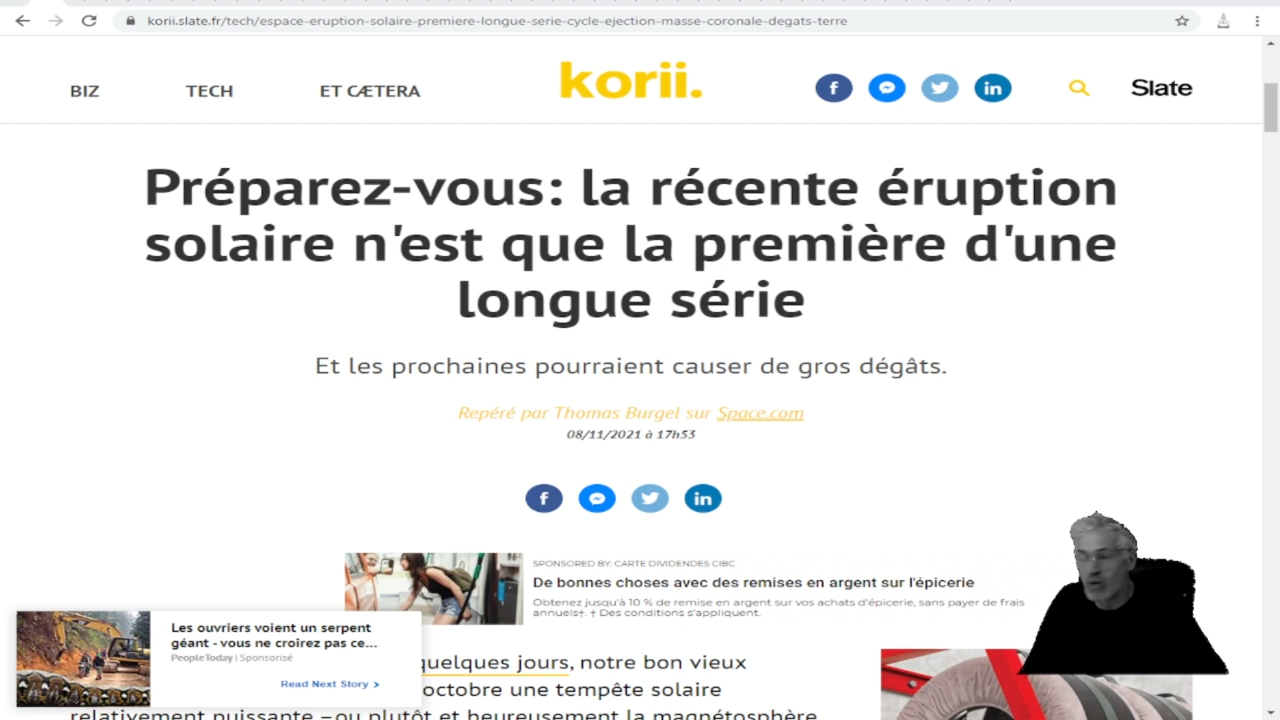 korii.slate.fr/tech/espace-eruption-solaire-premiere-longue-serie-cycle-ejection-masse-coronale-degats-terre
BIZ TECH ET CÆTERA korii. Slate
Préparez-vous: la récente éruption
solaire n'est que la première d'une
longue série
Et les prochaines pourraient causer de gros dégâts.
Repéré par Thomas Burgel sur Space.com
08/11/2021 à 17h53
SPONSORED BY: CARTE DIVIDENDES CIBC
De bonnes choses avec des remises en argent sur l'épicerie
Obtenez jusqu'à 10 % de remise en argent sur vos achats d'épicerie, sans payer de frais
annuels†. † Des conditions s'appliquent.
Les ouvriers voient un serpent
géant - vous ne croirez pas ce...
PeopleToday | Sponsorisé
Read Next Story >
quelques jours, notre bon vieux
octobre une tempête solaire
relativement puissante – ou plutôt et heureusement la magnétosphère